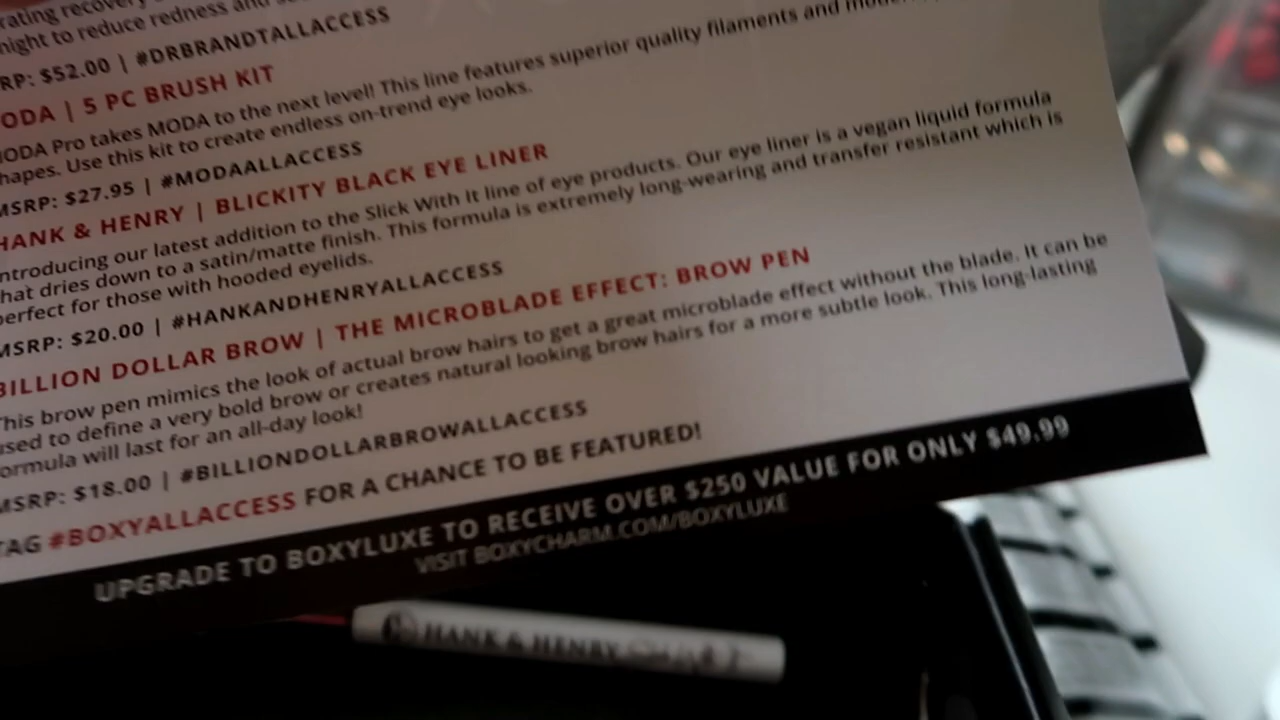 rating recovery
night to reduce redness and
RP: $52.00 | #DRBRANDTALLACCESS
ODA | 5 PC BRUSH KIT
MODA Pro takes MODA to the next level! This line features superior quality filaments and
hapes. Use this kit to create endless on-trend eye looks.
MSRP: $27.95 | #MODAALLACCESS
HANK & HENRY | BLICKITY BLACK EYE LINER
ntroducing our latest addition to the Slick With It line of eye products. Our eye liner is a vegan liquid formula
hat dries down to a satin/matte finish. This formula is extremely long-wearing and transfer resistant which is
perfect for those with hooded eyelids.
MSRP: $20.00 | #HANKANDHENRYALLACCESS
BILLION DOLLAR BROW | THE MICROBLADE EFFECT: BROW PEN
This brow pen mimics the look of actual brow hairs to get a great microblade effect without the blade. It can be
used to define a very bold brow or creates natural looking brow hairs for a more subtle look. This long-lasting
ormula will last for an all-day look!
MSRP: $18.00 | #BILLIONDOLLARBROWALLACCESS
TAG #BOXYALLACCESS FOR A CHANCE TO BE FEATURED!
UPGRADE TO BOXYLUXE TO RECEIVE OVER $250 VALUE FOR ONLY $49.99
VISIT BOXYCHARM.COM/BOXYLUXE
HANK & HENRY